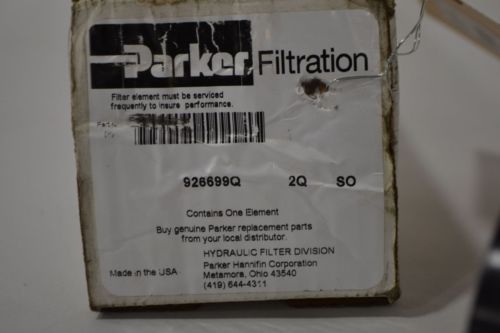 Parker Filtration
Filter element must be serviced
frequently to insure performance.
926699Q 2Q SO
Contains One Element
Buy genuine Parker replacement parts
from your local distributor.
HYDRAULIC FILTER DIVISION
Made in the USA Parker Hannifin Corporation
Metamora, Ohio 43540
(419) 644-4311